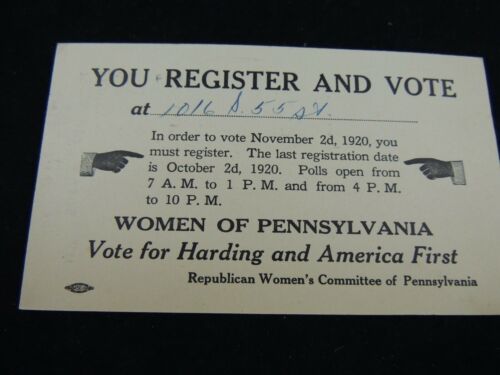 YOU REGISTER AND VOTE
at 1016 S. 55 St.
In order to vote November 2d, 1920, you
must register. The last registration date
is October 2d, 1920. Polls open from
7 A. M. to 1 P. M. and from 4 P. M.
to 10 P. M.
WOMEN OF PENNSYLVANIA
Vote for Harding and America First
Republican Women's Committee of Pennsylvania